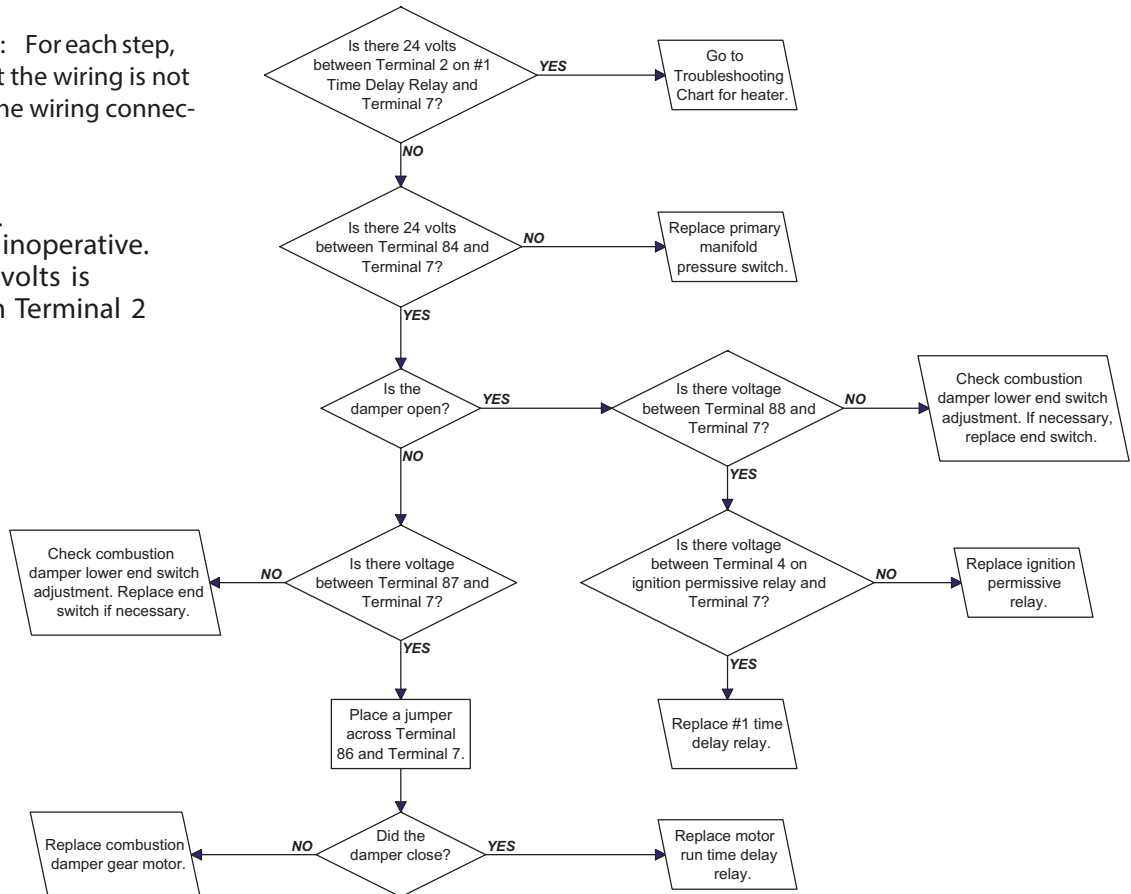 : For each step,
t the wiring is not
ne wiring connec-
inoperative.
volts is
n Terminal 2
Is there 24 volts
between Terminal 2 on #1
Time Delay Relay and
Terminal 7?
YES
Go to
Troubleshooting
Chart for heater.
NO
Is there 24 volts
between Terminal 84 and
Terminal 7?
NO
Replace primary
manifold
pressure switch.
YES
Is the
damper open?
YES
Is there voltage
between Terminal 88 and
Terminal 7?
NO
Check combustion
damper lower end switch
adjustment. If necessary,
replace end switch.
NO
YES
Check combustion
damper lower end switch
adjustment. Replace end
switch if necessary.
NO
Is there voltage
between Terminal 87 and
Terminal 7?
Is there voltage
between Terminal 4 on
ignition permissive relay and
Terminal 7?
NO
Replace ignition
permissive
relay.
YES
YES
Place a jumper
across Terminal
86 and Terminal 7.
Replace #1 time
delay relay.
Replace combustion
damper gear motor.
NO
Did the
damper close?
YES
Replace motor
run time delay
relay.